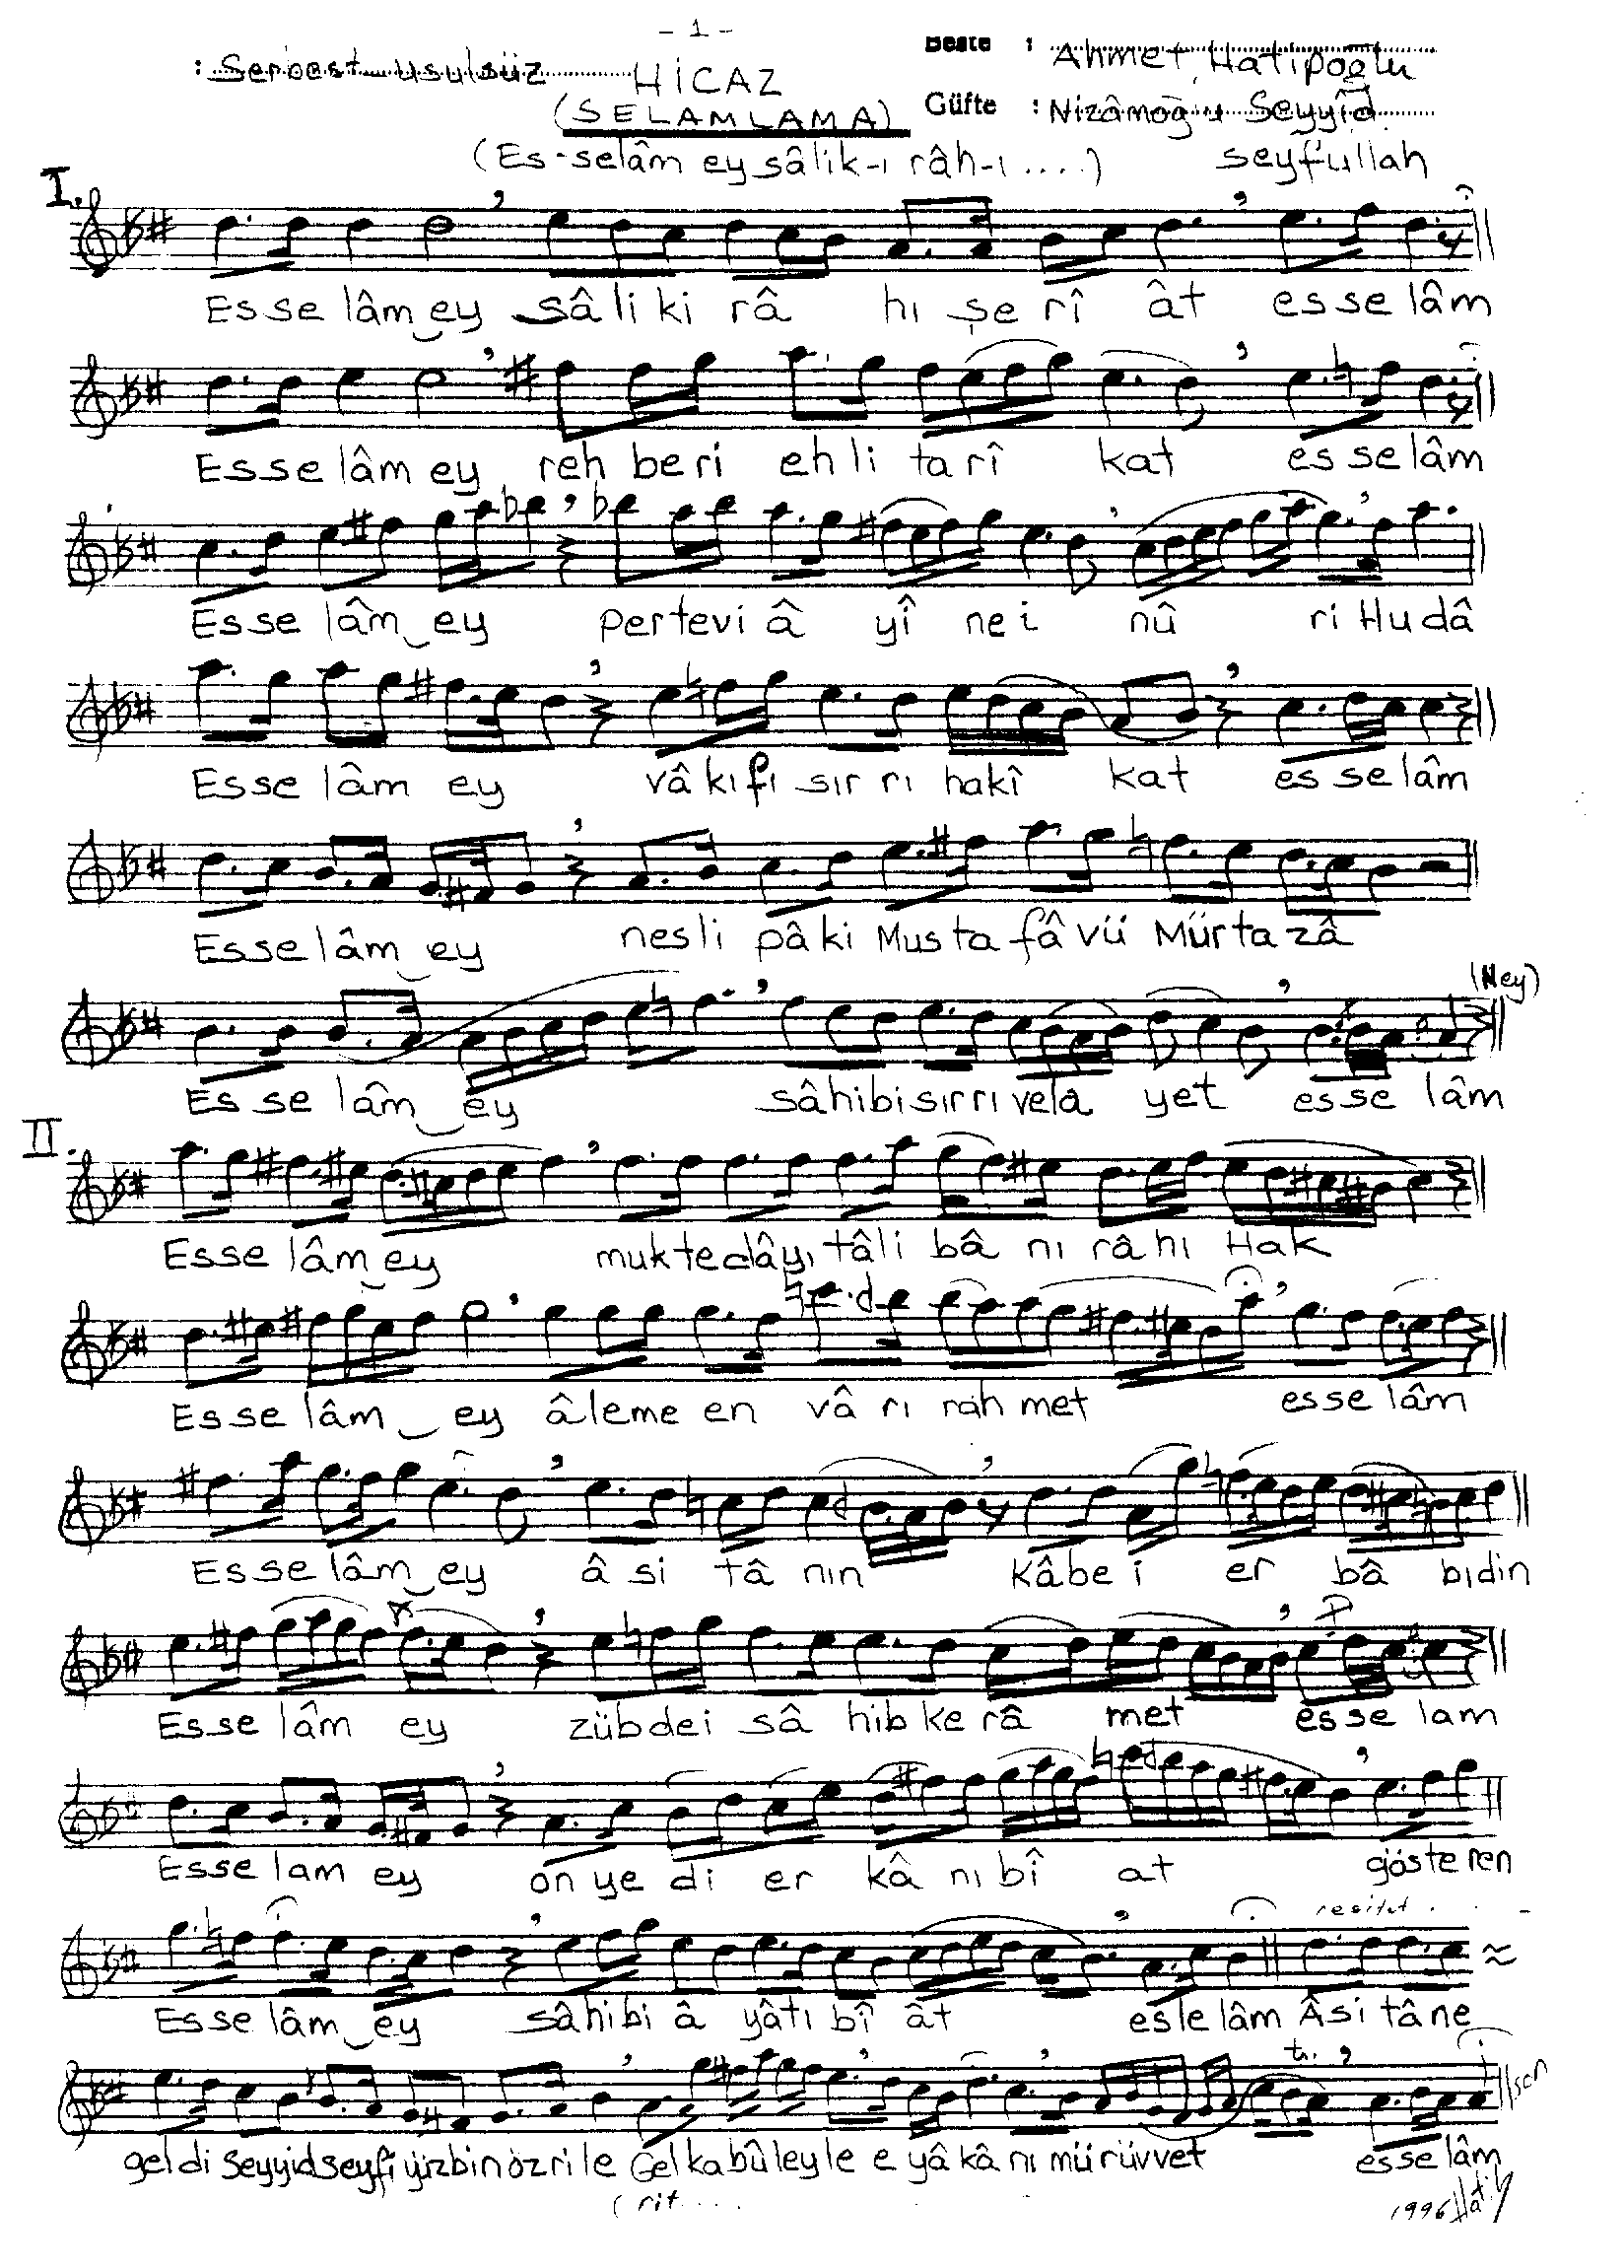 - 1 -
: Serbest usulsüz
HİCAZ
Beste : Ahmet Hatipoğlu
(SELAMLAMA)
Güfte : Nizâmoğlu Seyyîd
(Es-selâm ey sâlik-ı râh-ı ....) seyfullah
I.
Es se lâm ey sâ li ki râ hı şe rî ât es se lâm
Es se lâm ey reh be ri eh li ta rî kat es se lâm
Es se lâm ey per te vi â yî ne i nû ri Hu dâ
Es se lâm ey vâ kı fı sır rı ha kî kat es se lâm
Es se lâm ey nes li pâ ki Mus ta fâ vü Mür ta zâ
(Ney)
Es se lâm ey sâ hi bi sır rı ve la yet es se lâm
II.
Es se lâm ey muk te dâ yı tâ li bâ nı râ hı Hak
Es se lâm ey â le me en vâ rı rah met es se lâm
Es se lâm ey â si tâ nın kâ be i er bâ bı din
Es se lâm ey züb de i sâ hib ke râ met es se lam
Es se lam ey on ye di er kâ nı bî at gös te ren
resitat
Es se lâm ey sâ hi bi â yâ tı bî ât es le lâm Âsi tâ ne
tr.
son
gel di Seyyid seyfi yüz bin öz ri le Gel ka bûl ey le e yâ kâ nı mü rüv vet es se lâm
(rit....
1996